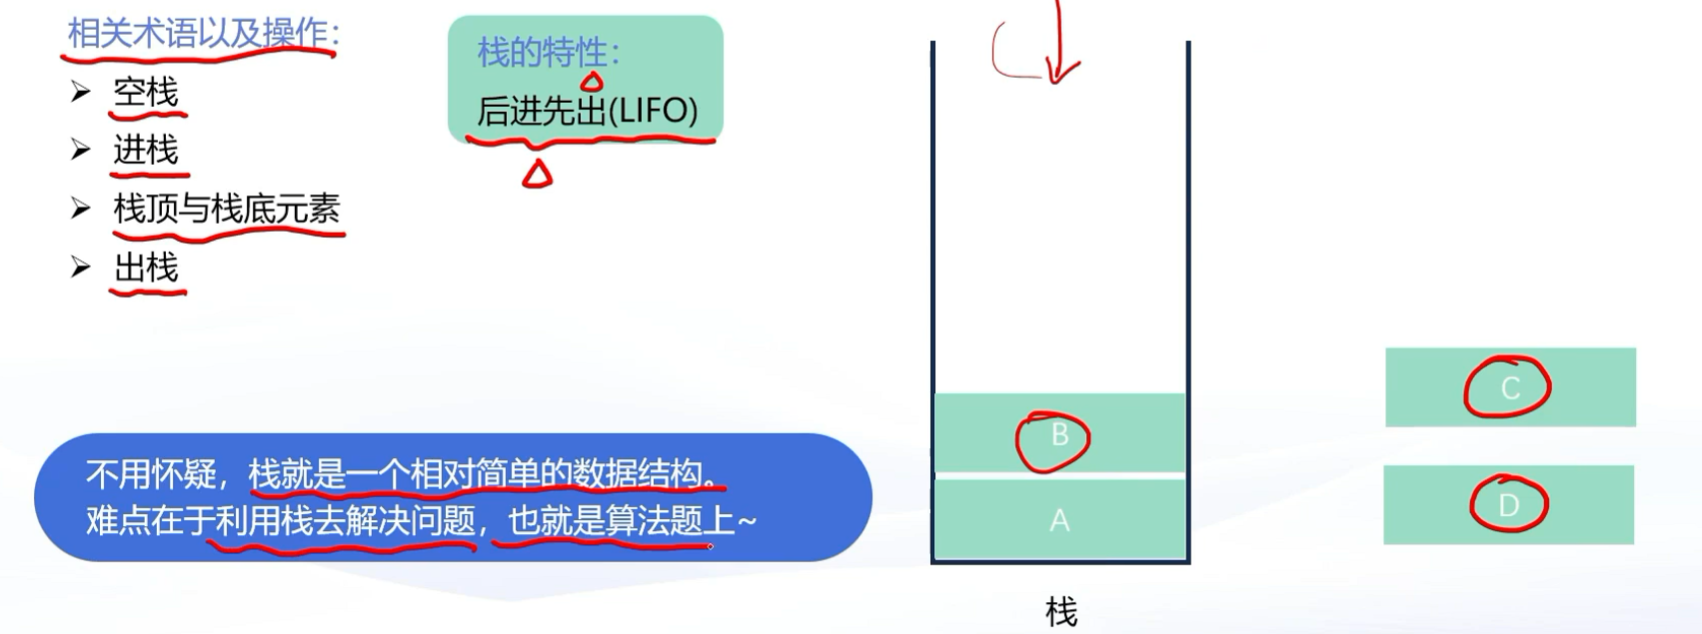 相关术语以及操作：
➢ 空栈
➢ 进栈
➢ 栈顶与栈底元素
➢ 出栈
栈的特性：
后进先出(LIFO)
不用怀疑，栈就是一个相对简单的数据结构。
难点在于利用栈去解决问题，也就是算法题上~
B
A
栈
C
D